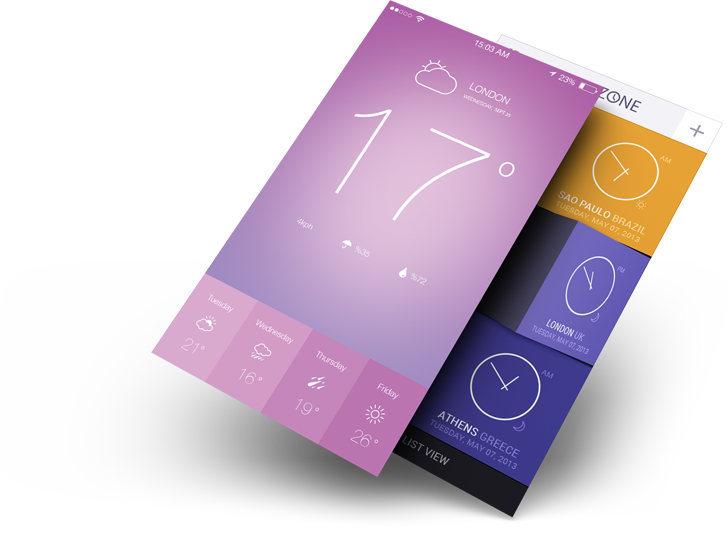 15:03 AM
23%
LONDON
WEDNESDAY, SEPT 21
17°
4kph
%35
%72
Tuesday
21°
Wednesday
16°
Thursday
19°
Friday
26°
ZONE
+
AM
SAO PAULO BRAZIL
TUESDAY, MAY 07, 2013
PM
LONDON UK
TUESDAY, MAY 07, 2013
AM
ATHENS GREECE
TUESDAY, MAY 07, 2013
LIST VIEW